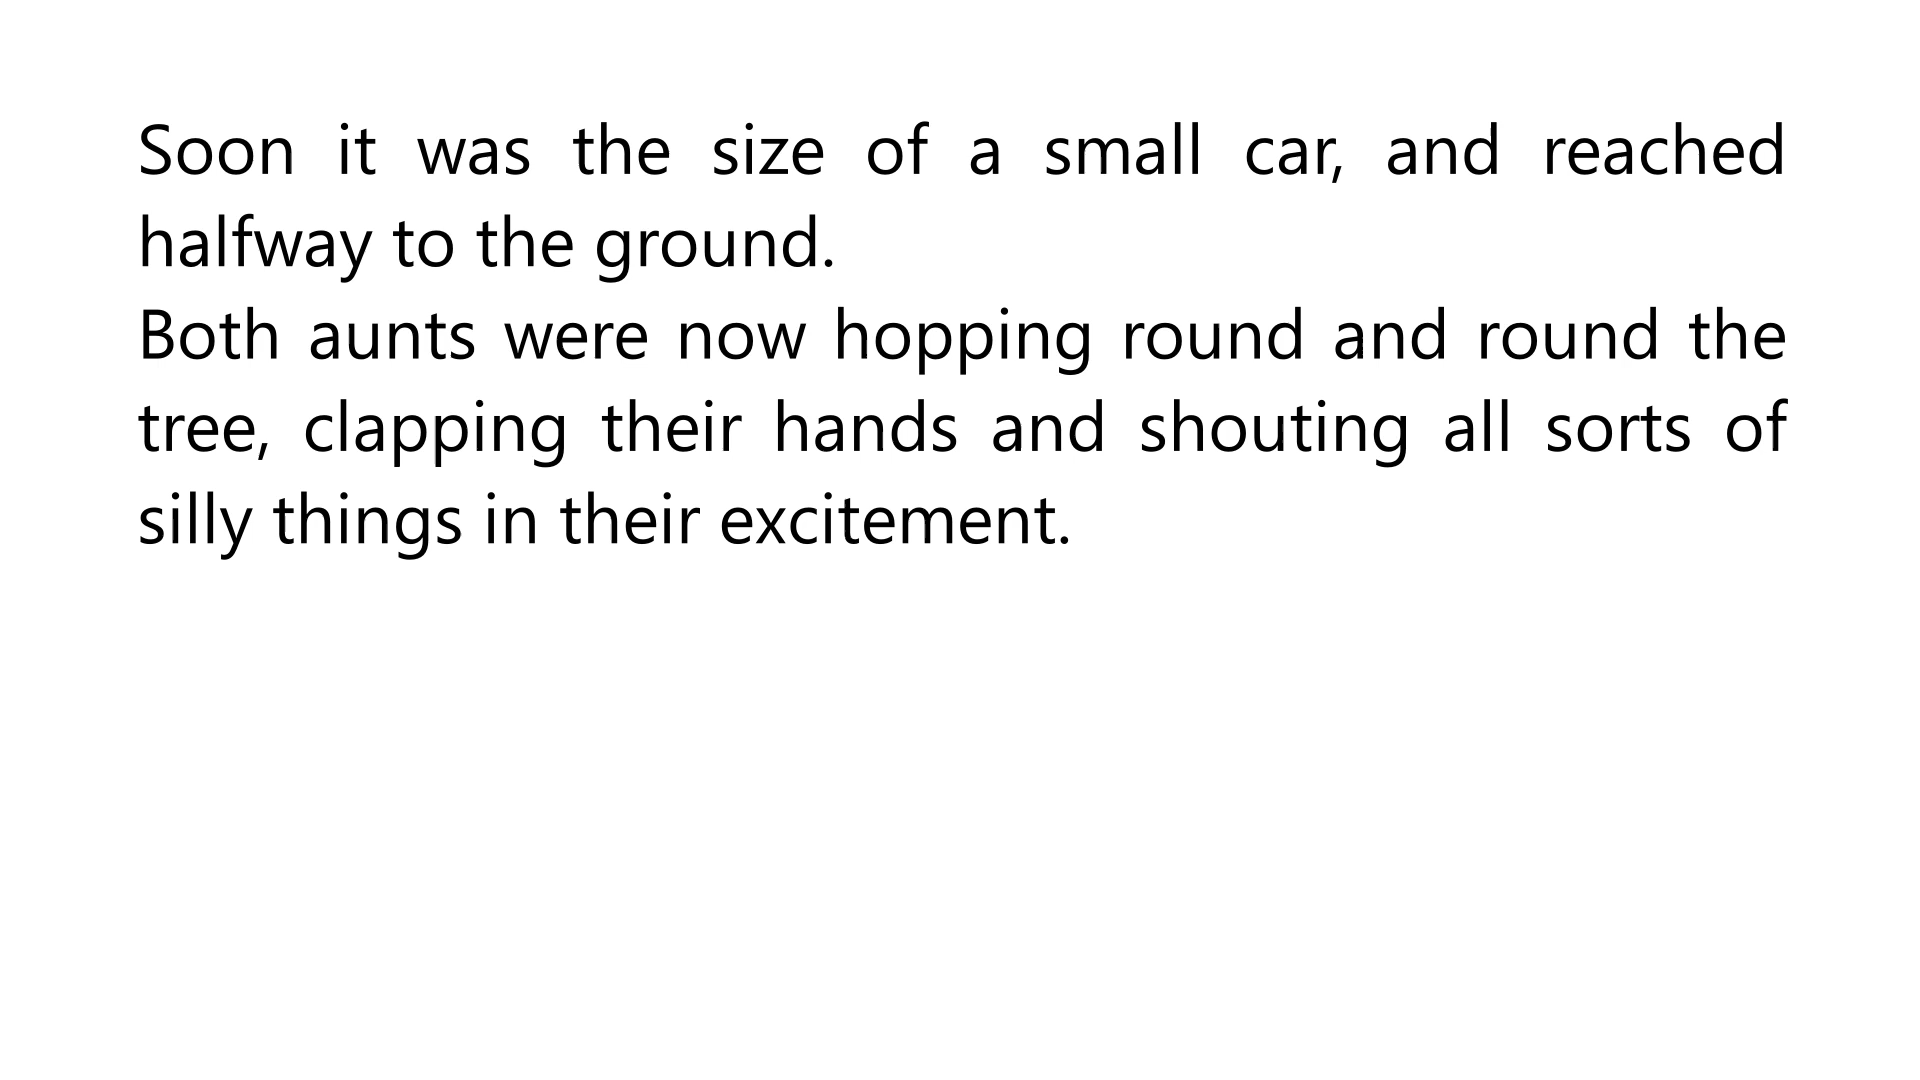 Soon it was the size of a small car, and reached
halfway to the ground.
Both aunts were now hopping round and round the
tree, clapping their hands and shouting all sorts of
silly things in their excitement.